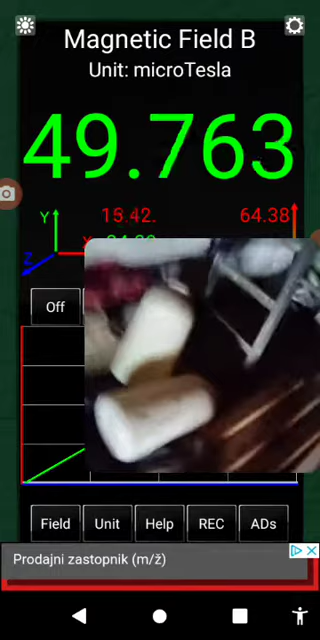 Magnetic Field B
Unit: microTesla
49.763
Y 15.42. 64.38
Z
Off
Field Unit Help REC ADs
Prodajni zastopnik (m/ž)